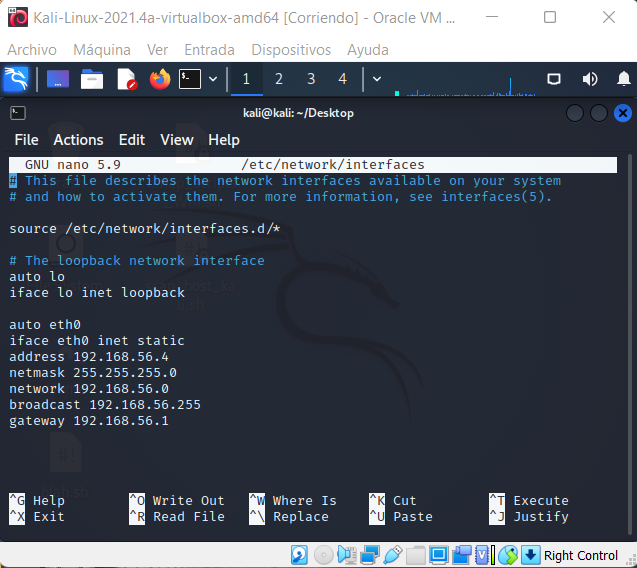 Kali-Linux-2021.4a-virtualbox-amd64 [Corriendo] - Oracle VM ...
Archivo Máquina Ver Entrada Dispositivos Ayuda
1 2 3 4
kali@kali: ~/Desktop
File Actions Edit View Help
GNU nano 5.9 /etc/network/interfaces
# This file describes the network interfaces available on your system
# and how to activate them. For more information, see interfaces(5).
source /etc/network/interfaces.d/*
# The loopback network interface
auto lo
iface lo inet loopback
auto eth0
iface eth0 inet static
address 192.168.56.4
netmask 255.255.255.0
network 192.168.56.0
broadcast 192.168.56.255
gateway 192.168.56.1
^G Help ^O Write Out ^W Where Is ^K Cut ^T Execute
^X Exit ^R Read File ^\ Replace ^U Paste ^J Justify
Right Control